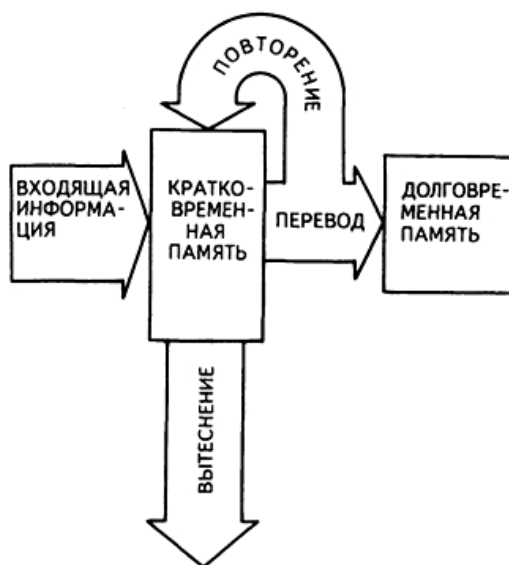 ПОВТОРЕНИЕ
ВХОДЯЩАЯ
ИНФОРМА-
ЦИЯ
КРАТКО-
ВРЕМЕН-
НАЯ
ПАМЯТЬ
ПЕРЕВОД
ДОЛГОВРЕ-
МЕННАЯ
ПАМЯТЬ
ВЫТЕСНЕНИЕ